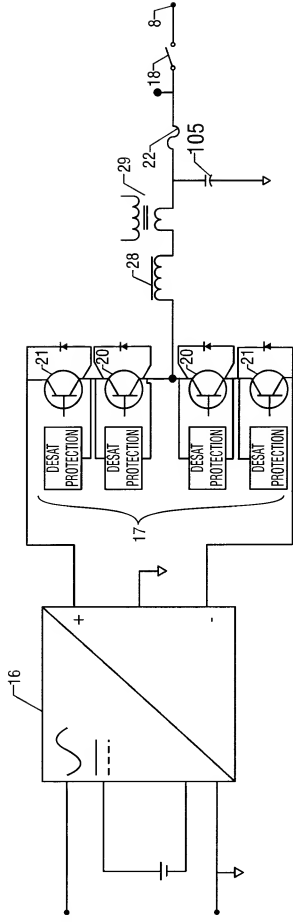 16
+
-
17
DESAT
PROTECTION
21
DESAT
PROTECTION
20
DESAT
PROTECTION
20
DESAT
PROTECTION
21
28
29
22
105
18
8